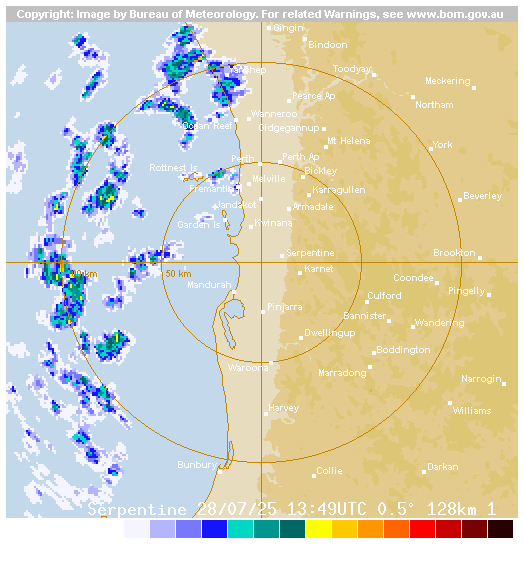 Copyright: Image by Bureau of Meteorology. For related Warnings, see www.bom.gov.au
Gingin
Bindoon
Yanchep
Toodyay
Meckering
Pearce Ap
Northam
Wanneroo
Ocean Reef
Gidgegannup
Mt Helena
York
Perth
Perth Ap
Rottnest Is
Bickley
Melville
Fremantle
Karragullen
Beverley
Jandakot
Armadale
Garden Is
Kwinana
Serpentine
Brookton
Karnet
50 km
Coondee
Mandurah
Pingelly
Culford
Pinjarra
Bannister
Wandering
Dwellingup
Boddington
Waroona
Marradong
Narrogin
Harvey
Williams
Bunbury
Collie
Darkan
Serpentine 28/07/25 13:49UTC 0.5° 128km 1